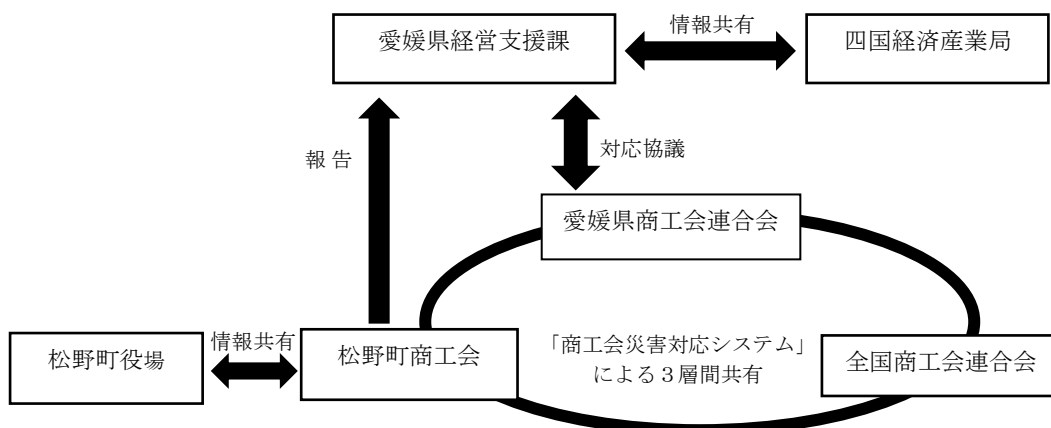 情報共有
愛媛県経営支援課
四国経済産業局
報 告
対応協議
愛媛県商工会連合会
情報共有
松野町役場
松野町商工会
「商工会災害対応システム」
による３層間共有
全国商工会連合会